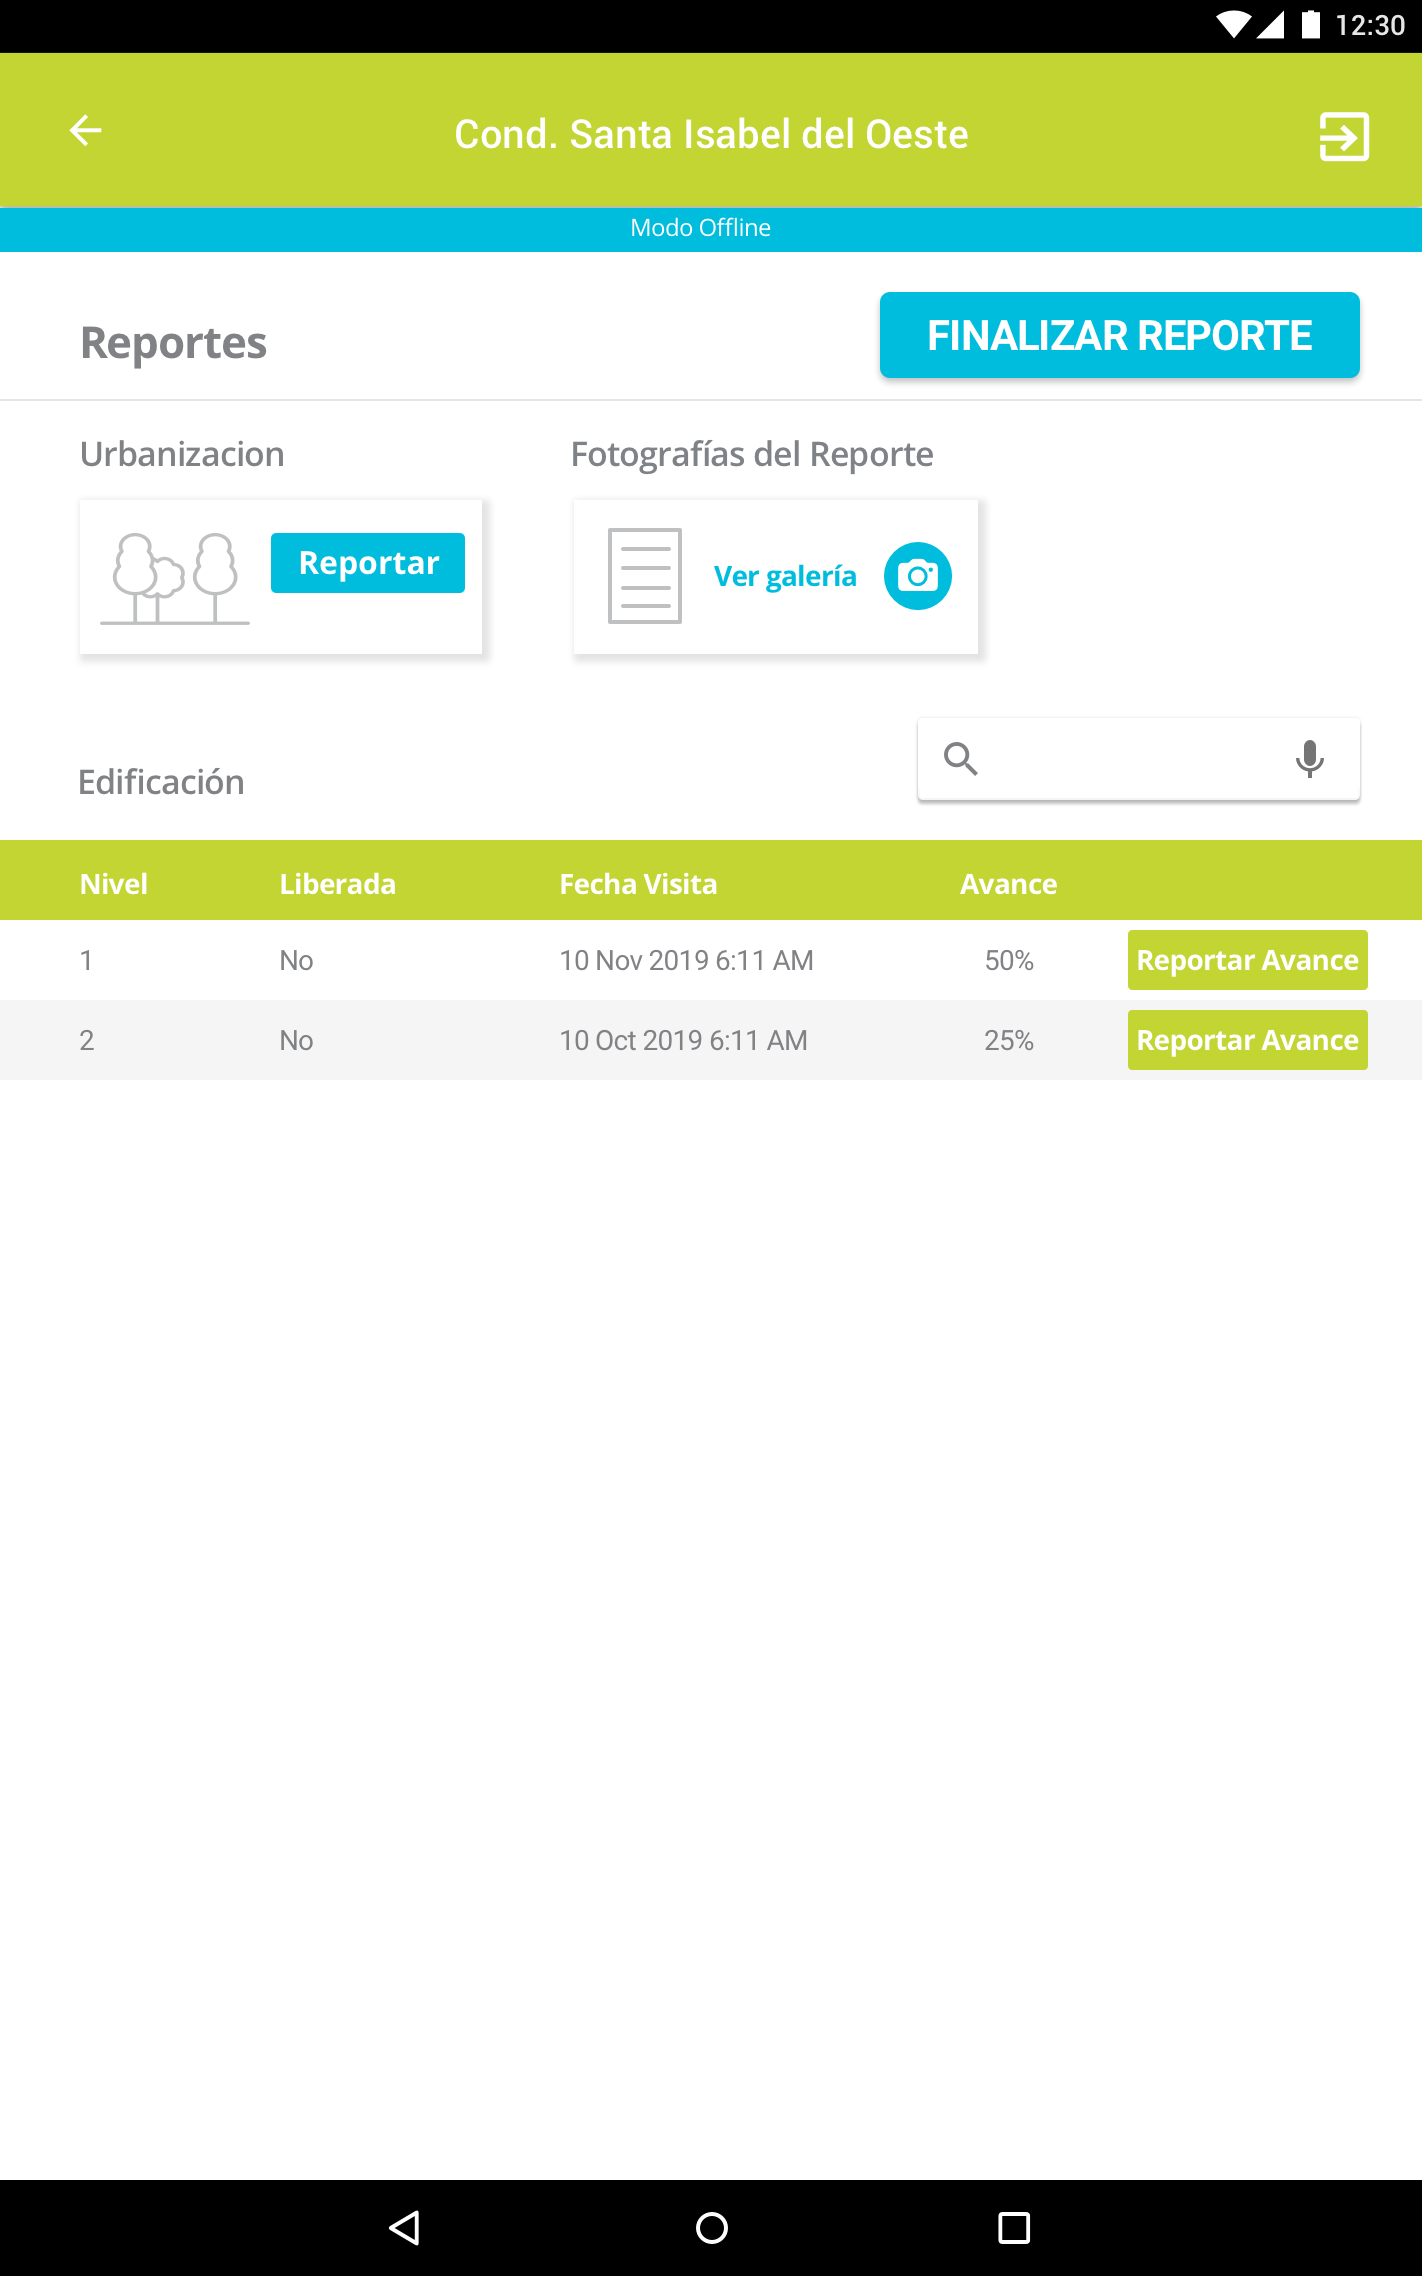 12:30
Cond. Santa Isabel del Oeste
Modo Offline
Reportes
FINALIZAR REPORTE
Urbanizacion
Fotografías del Reporte
Reportar
Ver galería
Edificación
Nivel Liberada Fecha Visita Avance
1 No 10 Nov 2019 6:11 AM 50% Reportar Avance
2 No 10 Oct 2019 6:11 AM 25% Reportar Avance